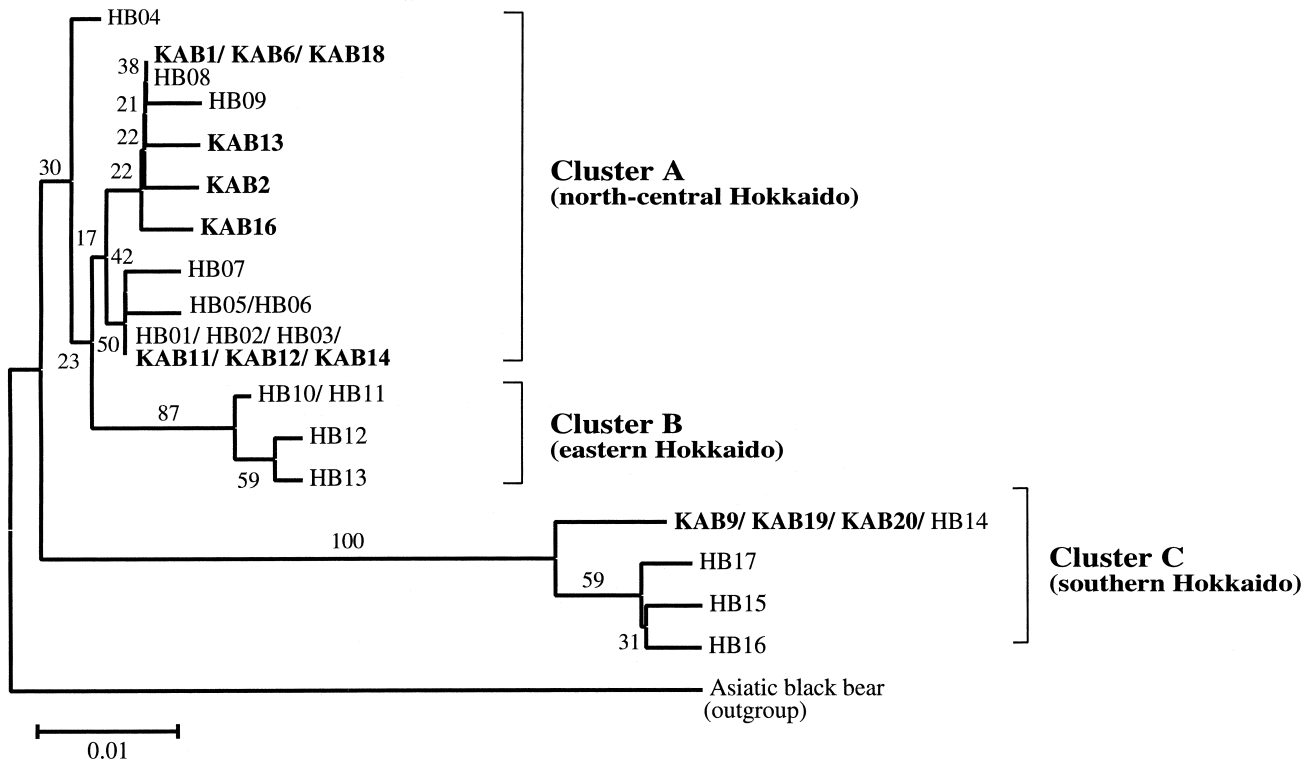 HB04
KAB1/ KAB6/ KAB18
38
HB08
21
HB09
22
KAB13
22
KAB2
30
Cluster A
(north-central Hokkaido)
KAB16
17
42
HB07
HB05/HB06
HB01/ HB02/ HB03/
50
KAB11/ KAB12/ KAB14
23
HB10/ HB11
87
Cluster B
(eastern Hokkaido)
HB12
HB13
59
KAB9/ KAB19/ KAB20/ HB14
100
HB17
Cluster C
(southern Hokkaido)
59
HB15
31
HB16
Asiatic black bear
(outgroup)
0.01